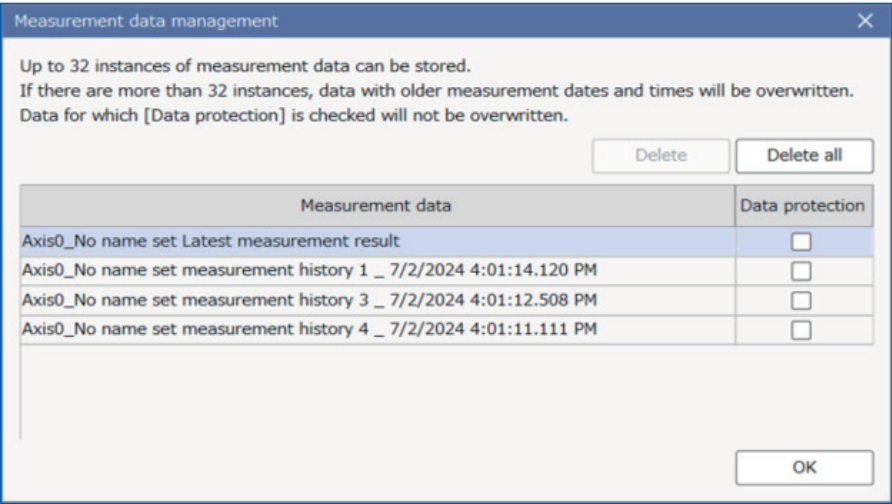 Measurement data management
Up to 32 instances of measurement data can be stored.
If there are more than 32 instances, data with older measurement dates and times will be overwritten.
Data for which [Data protection] is checked will not be overwritten.
Delete Delete all
Measurement data Data protection
Axis0_No name set Latest measurement result
Axis0_No name set measurement history 1 _ 7/2/2024 4:01:14.120 PM
Axis0_No name set measurement history 3 _ 7/2/2024 4:01:12.508 PM
Axis0_No name set measurement history 4 _ 7/2/2024 4:01:11.111 PM
OK